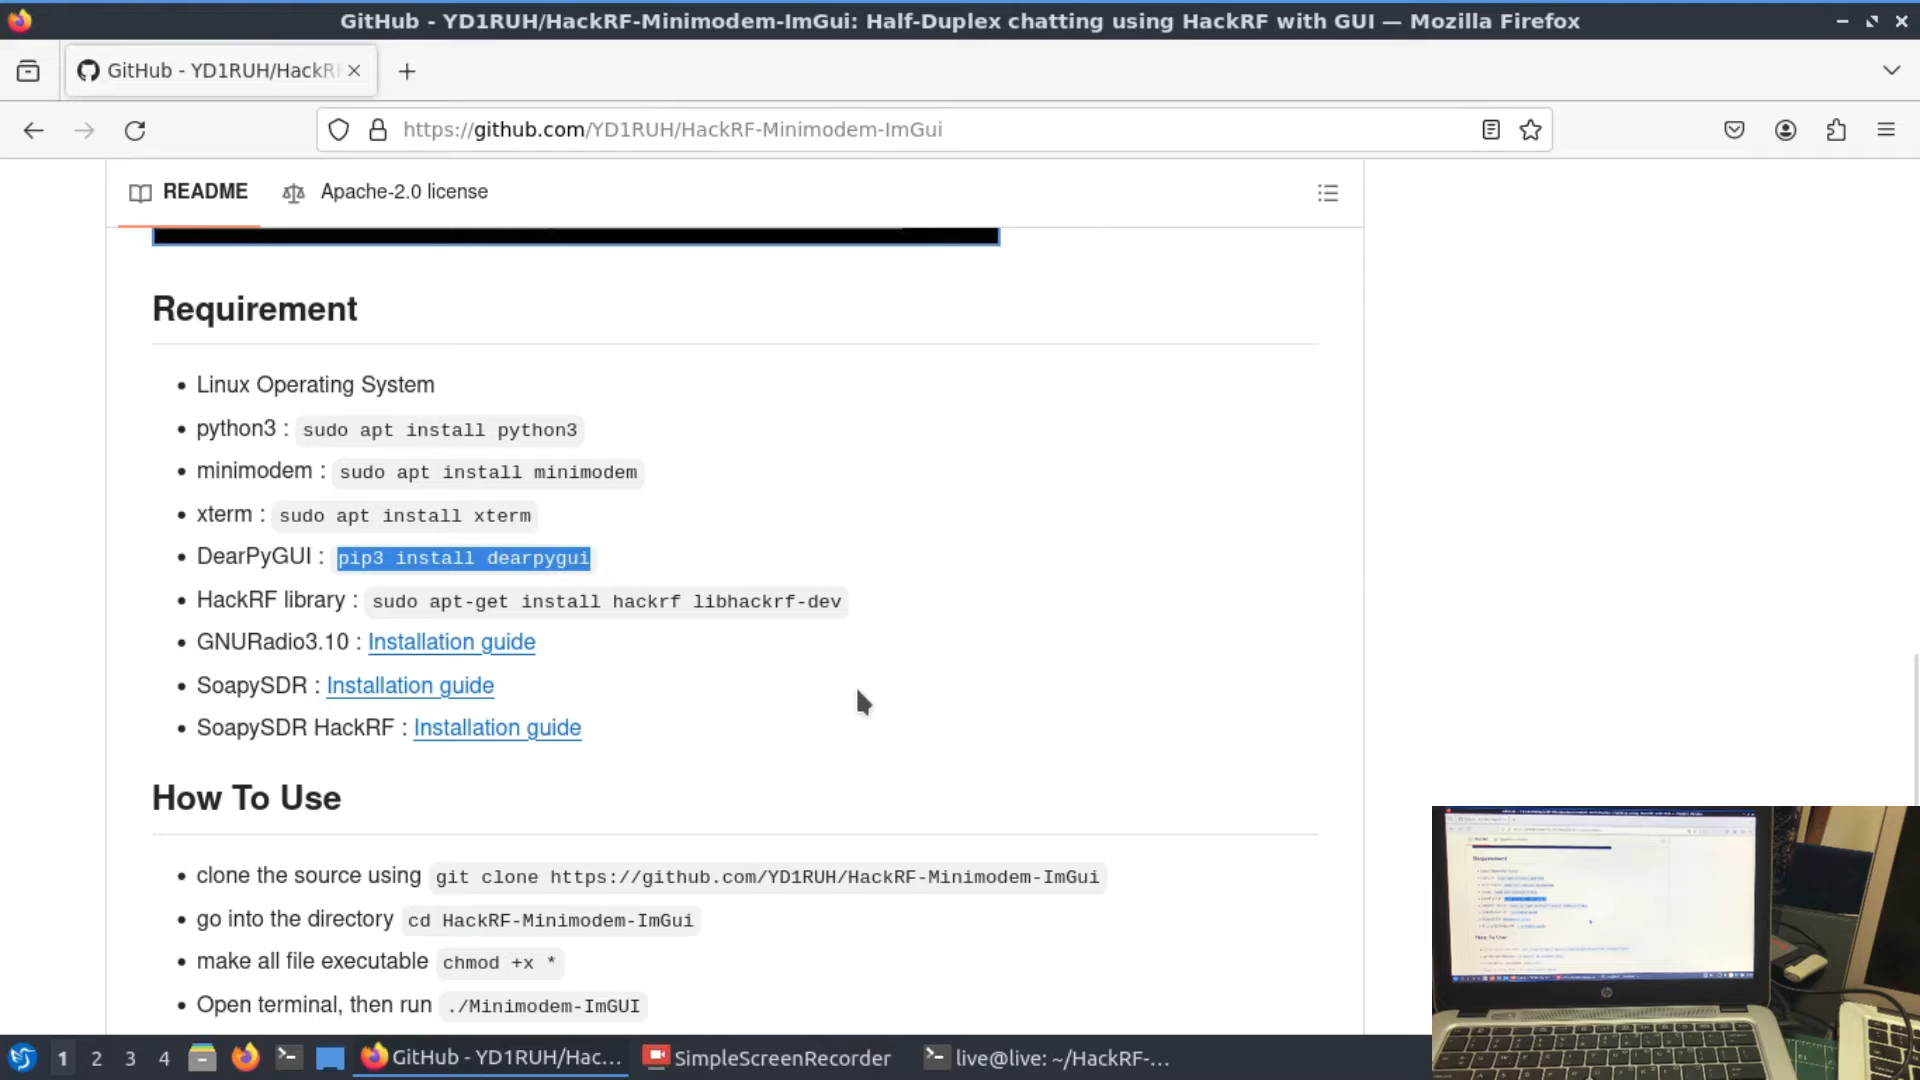 GitHub - YD1RUH/HackRF-Minimodem-ImGui: Half-Duplex chatting using HackRF with GUI — Mozilla Firefox
GitHub - YD1RUH/HackR
https://github.com/YD1RUH/HackRF-Minimodem-ImGui
README
Apache-2.0 license
Requirement
Linux Operating System
python3 : sudo apt install python3
minimodem : sudo apt install minimodem
xterm : sudo apt install xterm
DearPyGUI : pip3 install dearpygui
HackRF library : sudo apt-get install hackrf libhackrf-dev
GNURadio3.10 : Installation guide
SoapySDR : Installation guide
SoapySDR HackRF : Installation guide
How To Use
clone the source using git clone https://github.com/YD1RUH/HackRF-Minimodem-ImGui
go into the directory cd HackRF-Minimodem-ImGui
make all file executable chmod +x *
Open terminal, then run ./Minimodem-ImGUI
Requirement
How To Use
1 2 3 4 GitHub - YD1RUH/Hac... SimpleScreenRecorder live@live: ~/HackRF-...